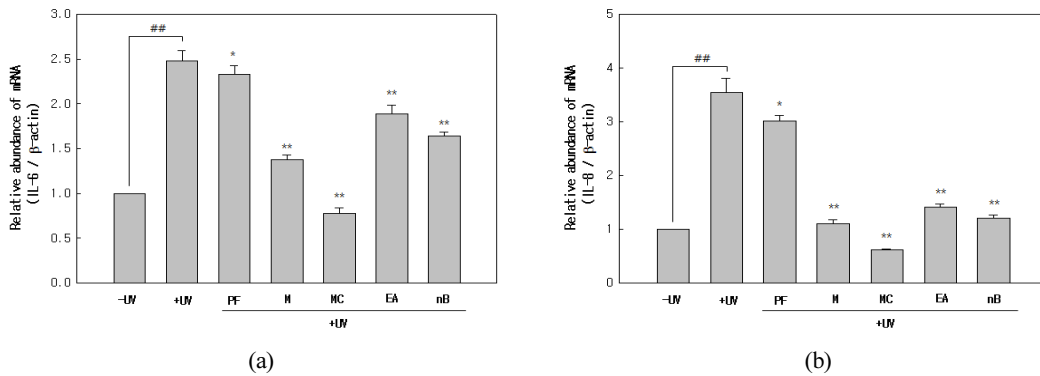 3.0
2.5
2.0
1.5
1.0
0.5
0.0
Relative abundance of mRNA
(IL-6 / β-actin)
##
*
**
**
**
**
-UV
+UV
PF
M
MC
EA
nB
+UV
(a)
5
4
3
2
1
0
Relative abundance of mRNA
(IL-8 / β-actin)
##
*
**
**
**
**
-UV
+UV
PF
M
MC
EA
nB
+UV
(b)